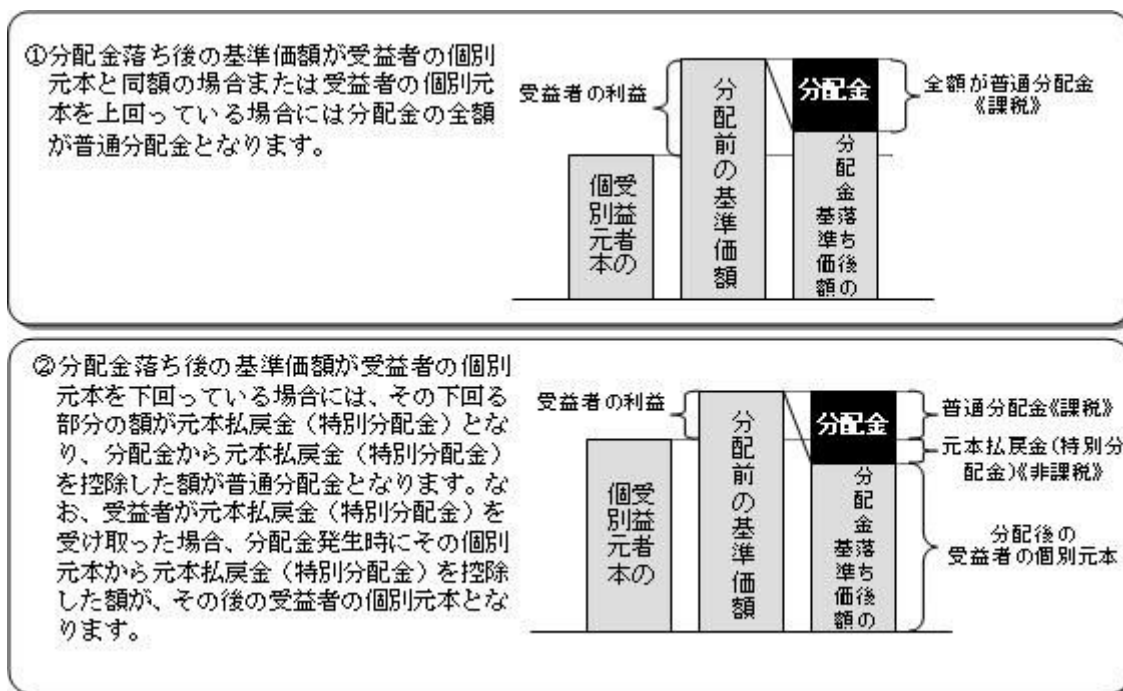 ①分配金落ち後の基準価額が受益者の個別
元本と同額の場合または受益者の個別元
本を上回っている場合には分配金の全額
が普通分配金となります。
受益者の利益
受益者の
個別元本
分配前の基準価額
分配金
分配金落ち後の
基準価額
全額が普通分配金
《課税》
②分配金落ち後の基準価額が受益者の個別
元本を下回っている場合には、その下回る
部分の額が元本払戻金（特別分配金）とな
り、分配金から元本払戻金（特別分配金）
を控除した額が普通分配金となります。な
お、受益者が元本払戻金（特別分配金）を
受け取った場合、分配金発生時にその個別
元本から元本払戻金（特別分配金）を控除
した額が、その後の受益者の個別元本とな
ります。
受益者の利益
受益者の
個別元本
分配前の基準価額
分配金
分配金落ち後の
基準価額
普通分配金《課税》
元本払戻金(特別分
配金)《非課税》
分配後の
受益者の個別元本